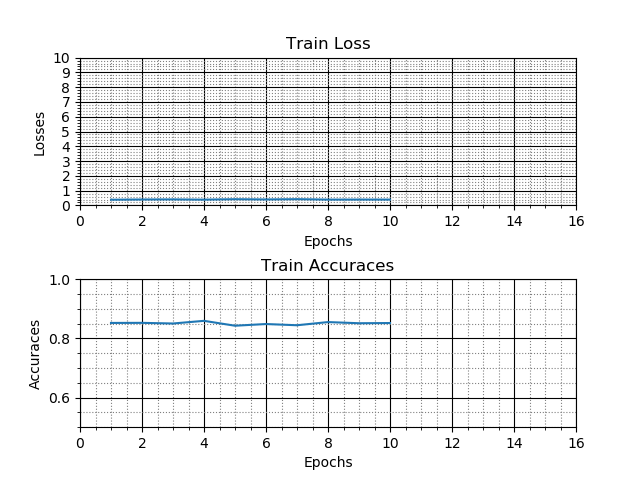 Train Loss
10
9
8
7
6
5
4
3
2
1
0
Losses
0 2 4 6 8 10 12 14 16
Epochs
Train Accuraces
1.0
0.8
0.6
Accuraces
0 2 4 6 8 10 12 14 16
Epochs